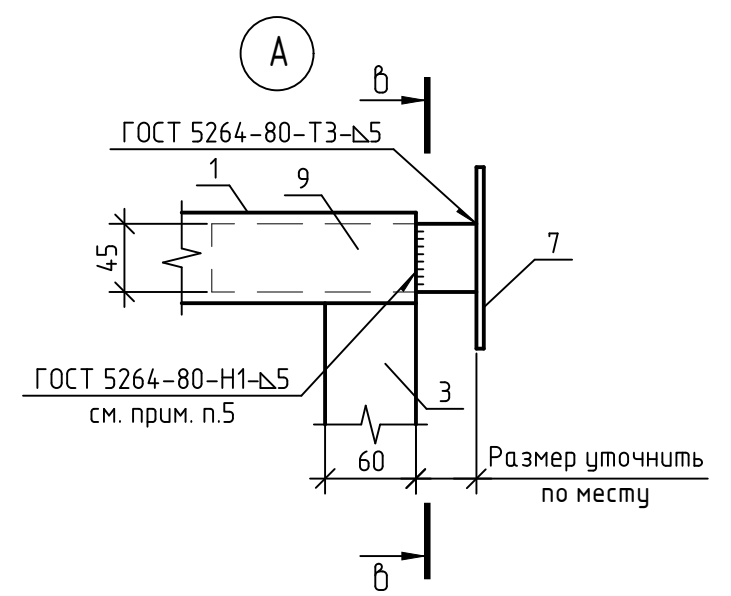 А
в
ГОСТ 5264-80-Т3-⊿5
1
9
45
7
ГОСТ 5264-80-Н1-⊿5
см. прим. п.5
3
60
Размер уточнить
по месту
в